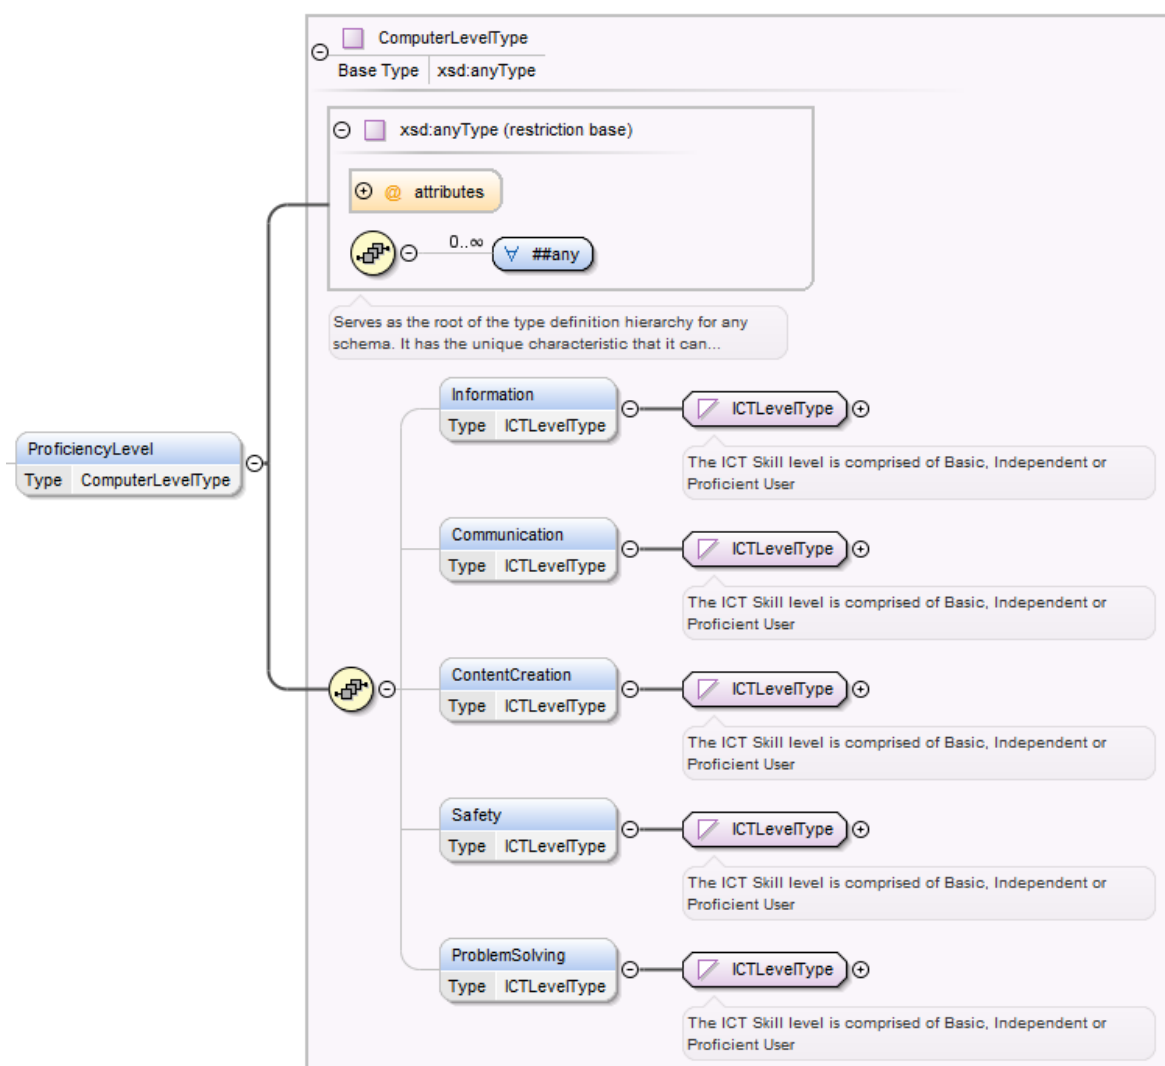 ComputerLevelType
Base Type xsd:anyType
xsd:anyType (restriction base)
@ attributes
0..∞
∀ ##any
Serves as the root of the type definition hierarchy for any
schema. It has the unique characteristic that it can...
ProficiencyLevel
Type ComputerLevelType
Information
Type ICTLevelType
ICTLevelType
The ICT Skill level is comprised of Basic, Independent or
Proficient User
Communication
Type ICTLevelType
ICTLevelType
The ICT Skill level is comprised of Basic, Independent or
Proficient User
ContentCreation
Type ICTLevelType
ICTLevelType
The ICT Skill level is comprised of Basic, Independent or
Proficient User
Safety
Type ICTLevelType
ICTLevelType
The ICT Skill level is comprised of Basic, Independent or
Proficient User
ProblemSolving
Type ICTLevelType
ICTLevelType
The ICT Skill level is comprised of Basic, Independent or
Proficient User